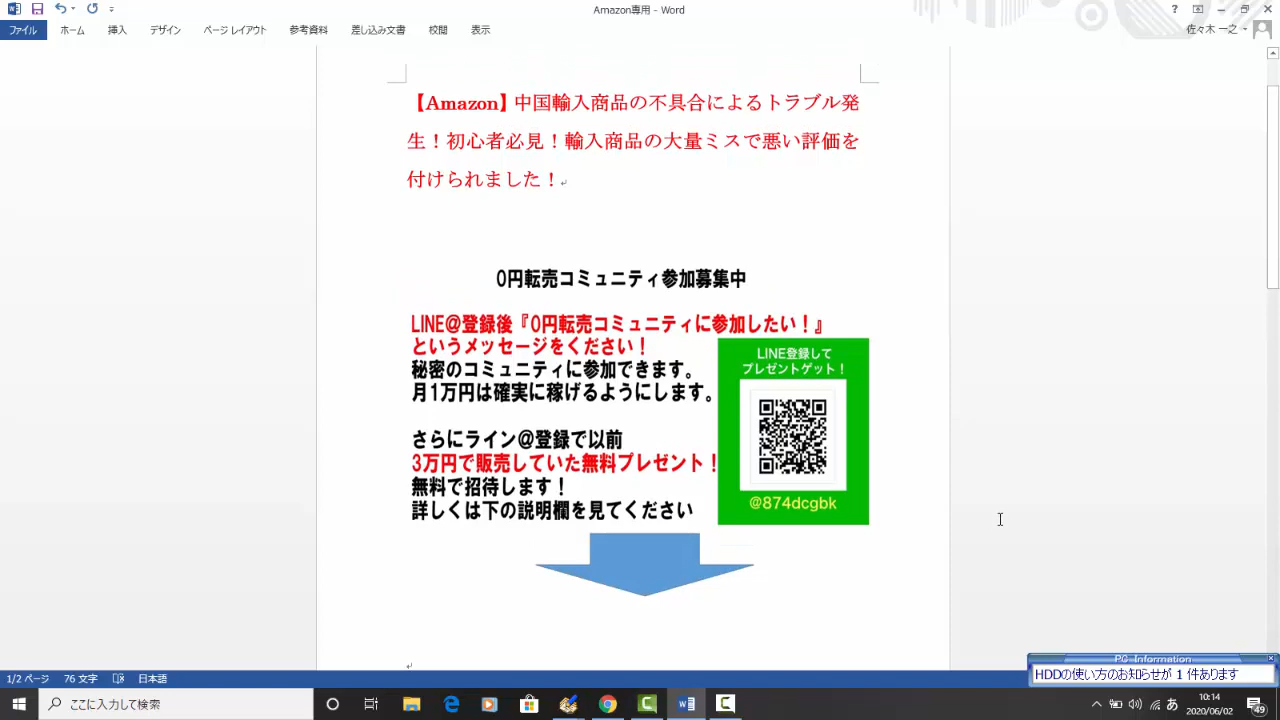 Amazon専用 - Word
ファイル ホーム 挿入 デザイン ページ レイアウト 参考資料 差し込み文書 校閲 表示
佐々木 一之
【Amazon】中国輸入商品の不具合によるトラブル発
生！初心者必見！輸入商品の大量ミスで悪い評価を
付けられました！
0円転売コミュニティ参加募集中
LINE@登録後『0円転売コミュニティに参加したい！』
というメッセージをください！
秘密のコミュニティに参加できます。
月1万円は確実に稼げるようにします。
さらにライン@登録で以前
3万円で販売していた無料プレゼント！
無料で招待します！
詳しくは下の説明欄を見てください
LINE登録して
プレゼントゲット！
@874dcgbk
PC Information
HDDの使い方のお知らせが 1 件あります
1/2 ページ 76 文字 日本語
ここに入力して検索
あ
10:14
2020/06/02
49